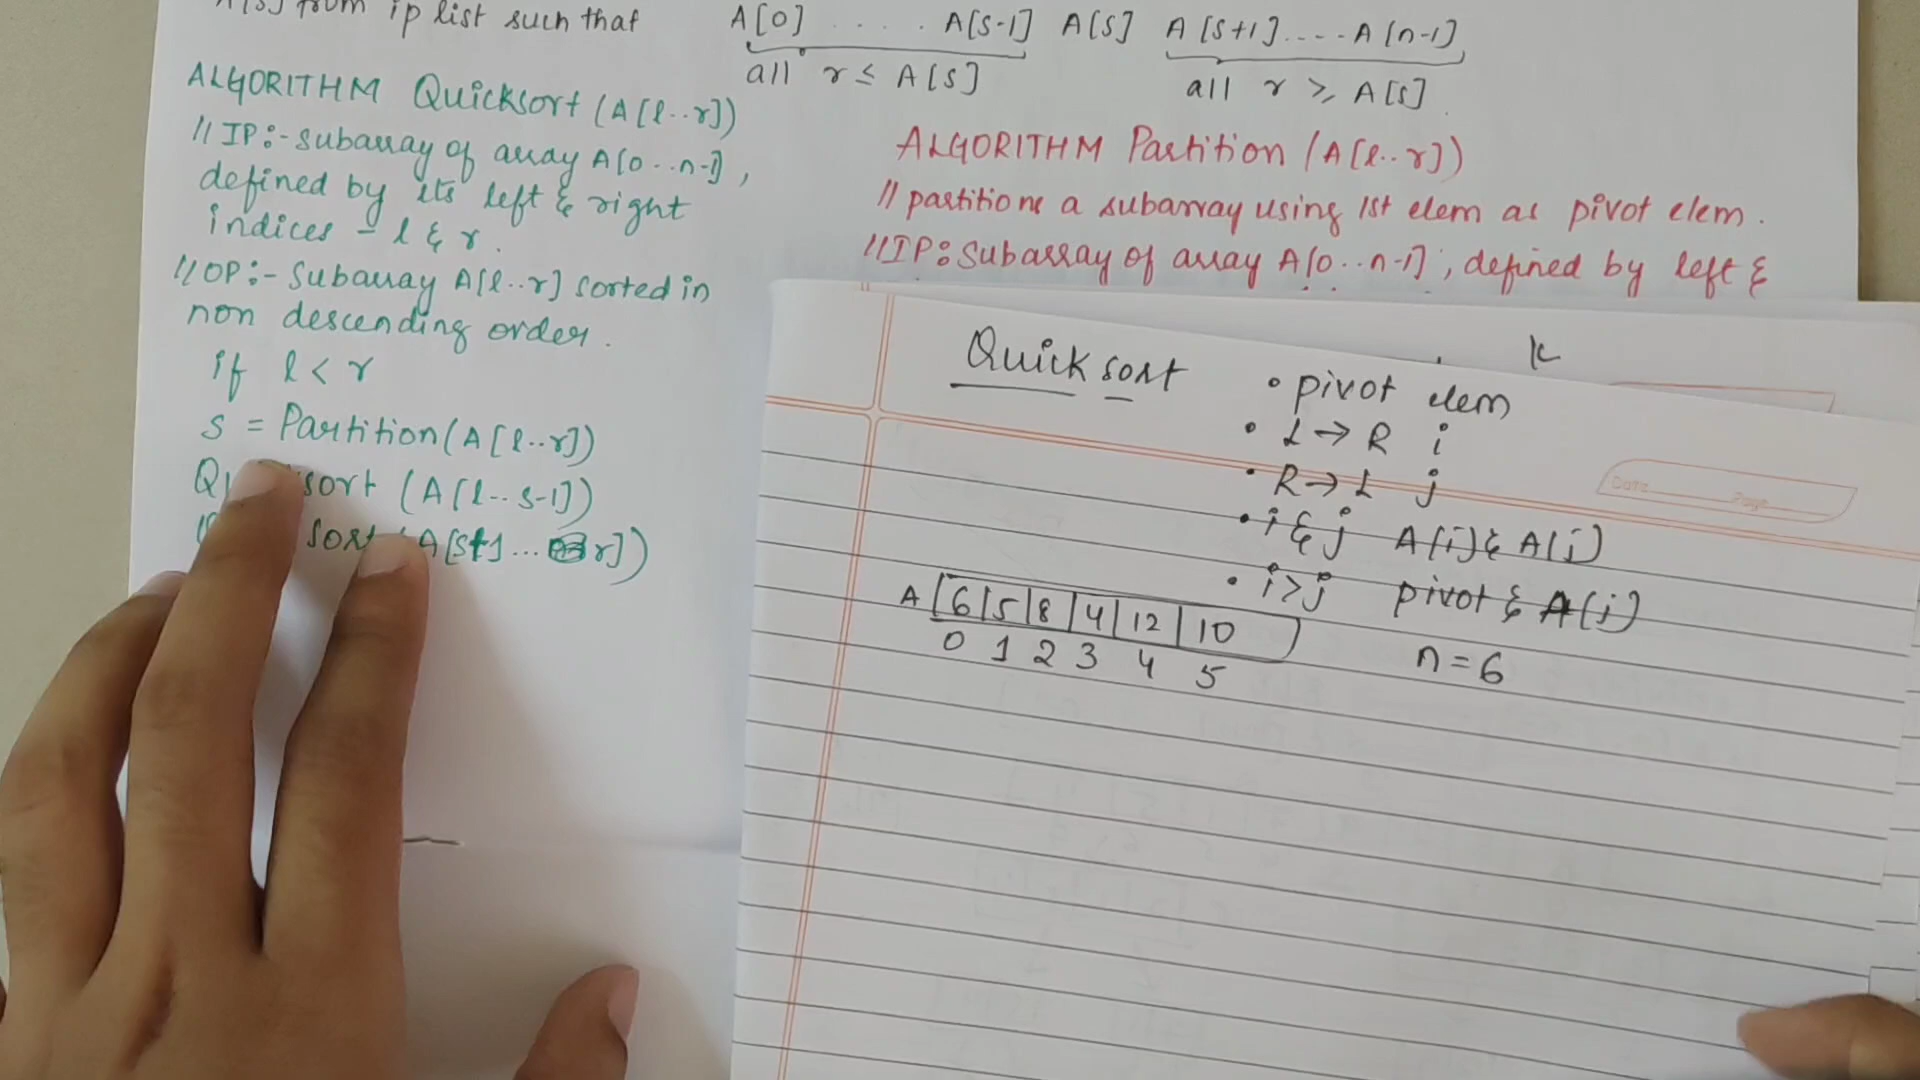 A[s] from ip list such that
A[0] .... A[s-1] A[s] A[s+1]....A[n-1]
all r ≤ A[s]
all r ≥ A[s]
ALGORITHM Quicksort (A[l..r])
// IP:- subarray of array A[0..n-1],
defined by its left & right
indices - l & r.
// OP:- Subarray A[l..r] sorted in
non descending order.
if l < r
s = Partition(A[l..r])
sort (A[l..s-1])
sort (A[s+1...r])
ALGORITHM Partition (A[l..r])
// partitions a subarray using 1st elem as pivot elem.
// IP: Subarray of array A[0..n-1], defined by left &
Quick sort
• pivot elem
• L → R i
• R → L j
• i & j A[i] & A[j]
• i > j pivot & A[j]
A [6|5|8|4|12|10]
0 1 2 3 4 5
n = 6
Date Page